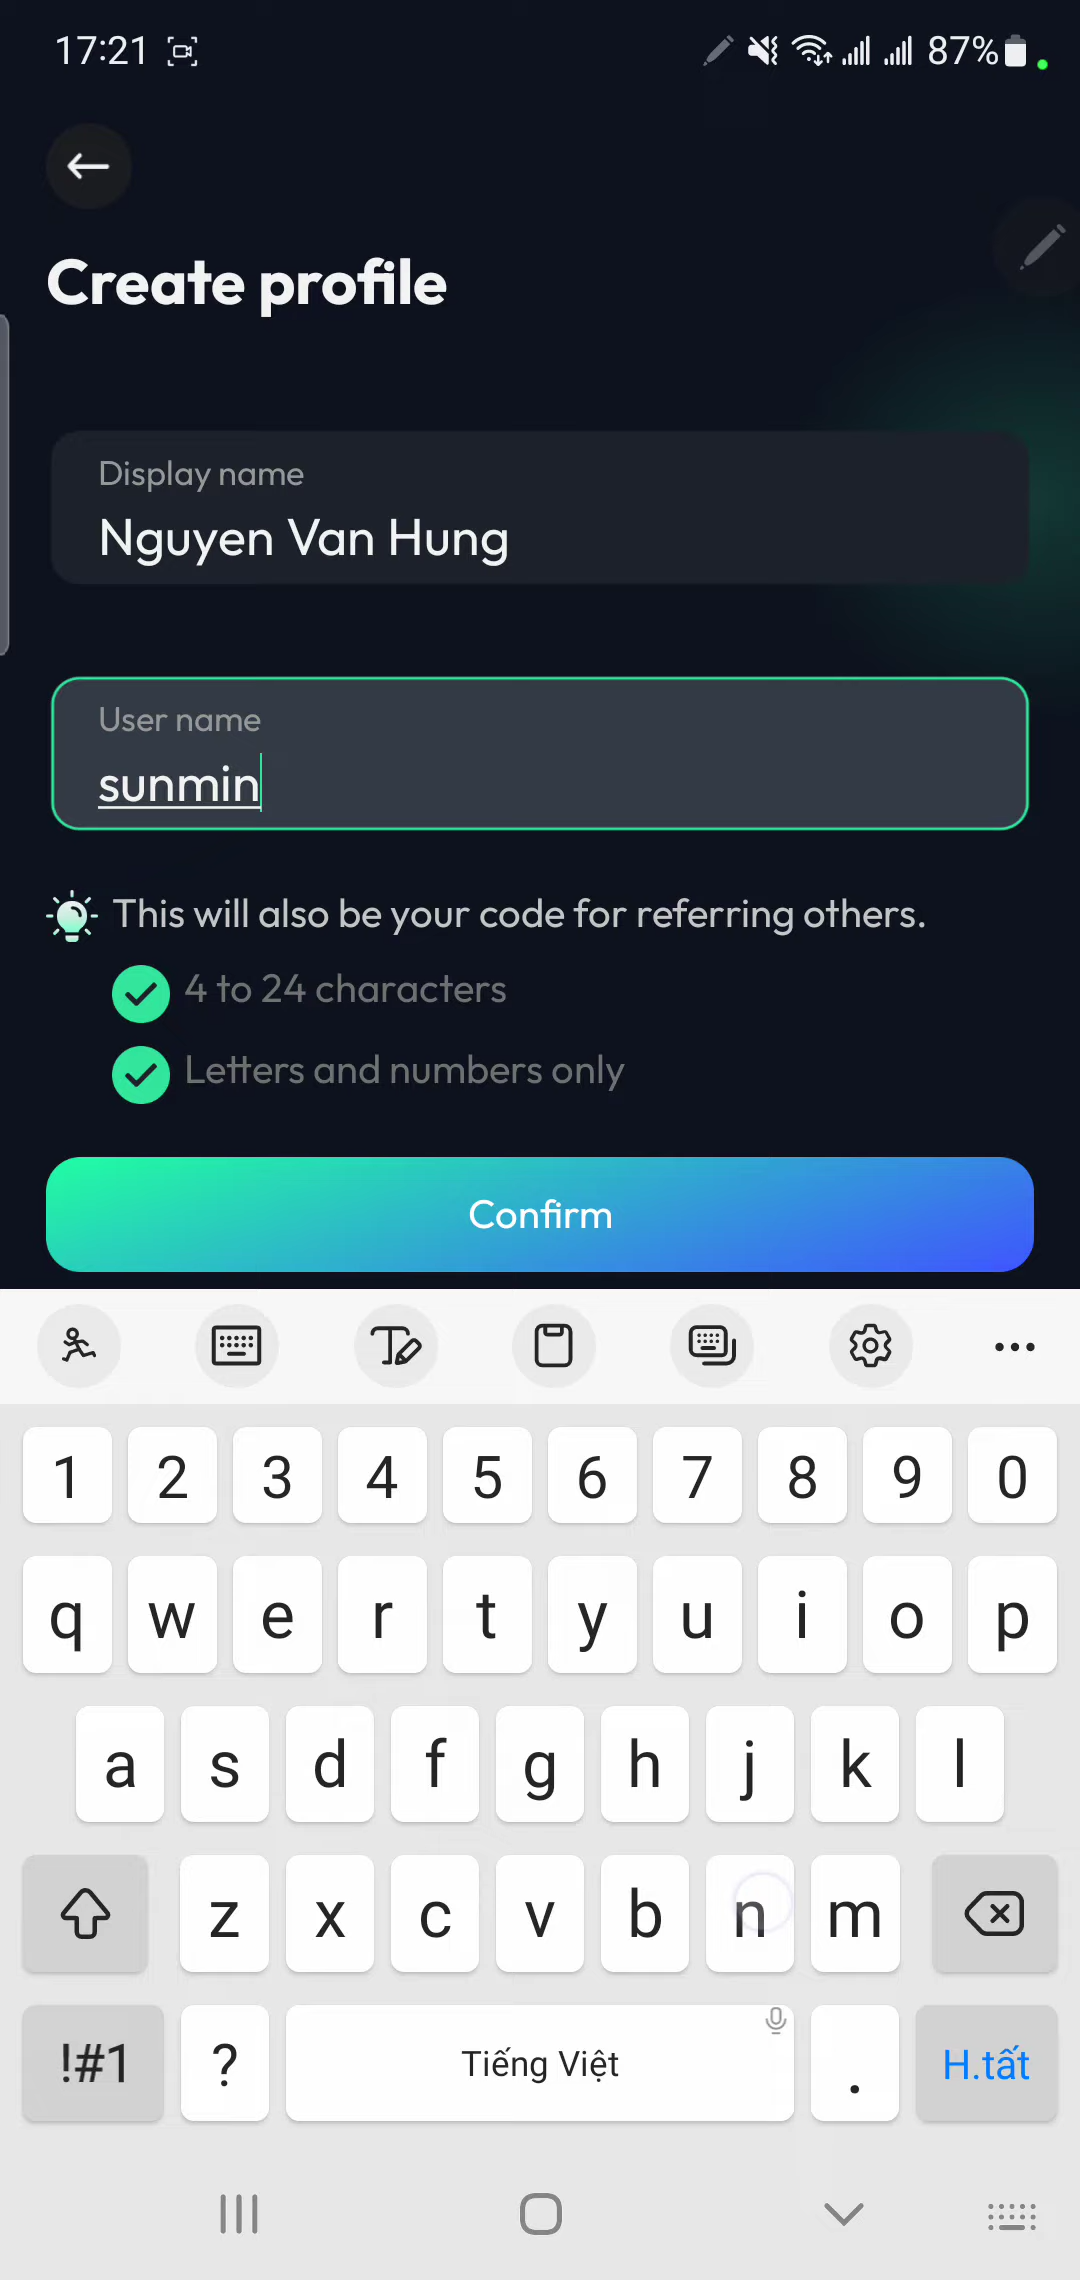 17:21
87%
Create profile
Display name
Nguyen Van Hung
User name
sunmin
This will also be your code for referring others.
4 to 24 characters
Letters and numbers only
Confirm
1 2 3 4 5 6 7 8 9 0
q w e r t y u i o p
a s d f g h j k l
z x c v b n m
!#1 ? Tiếng Việt . H.tất